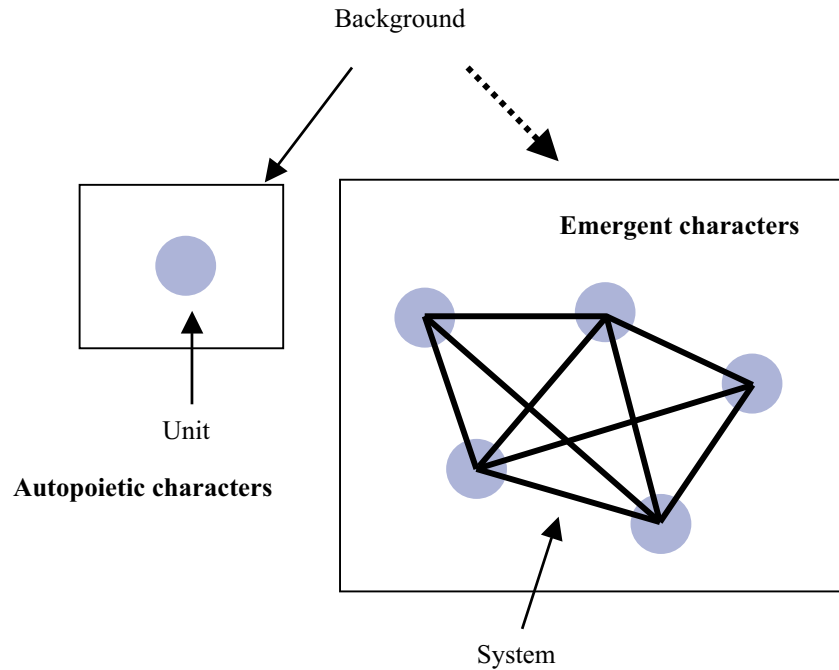 Background
Emergent characters
Unit
Autopoietic characters
System